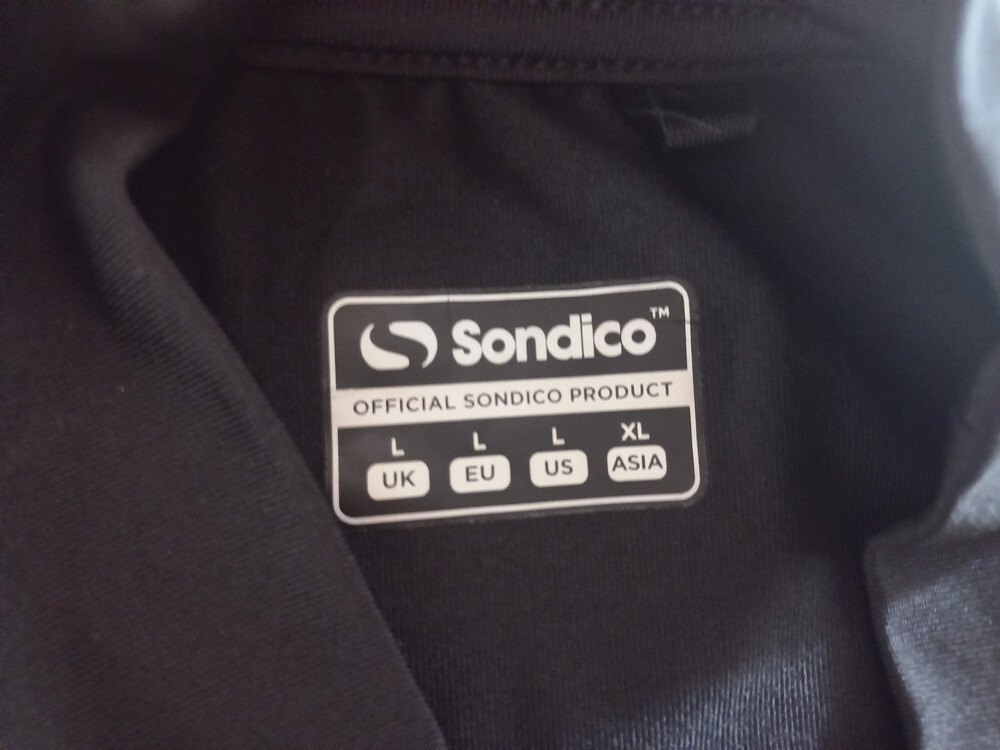 Sondico™
OFFICIAL SONDICO PRODUCT
L L L XL
UK EU US ASIA